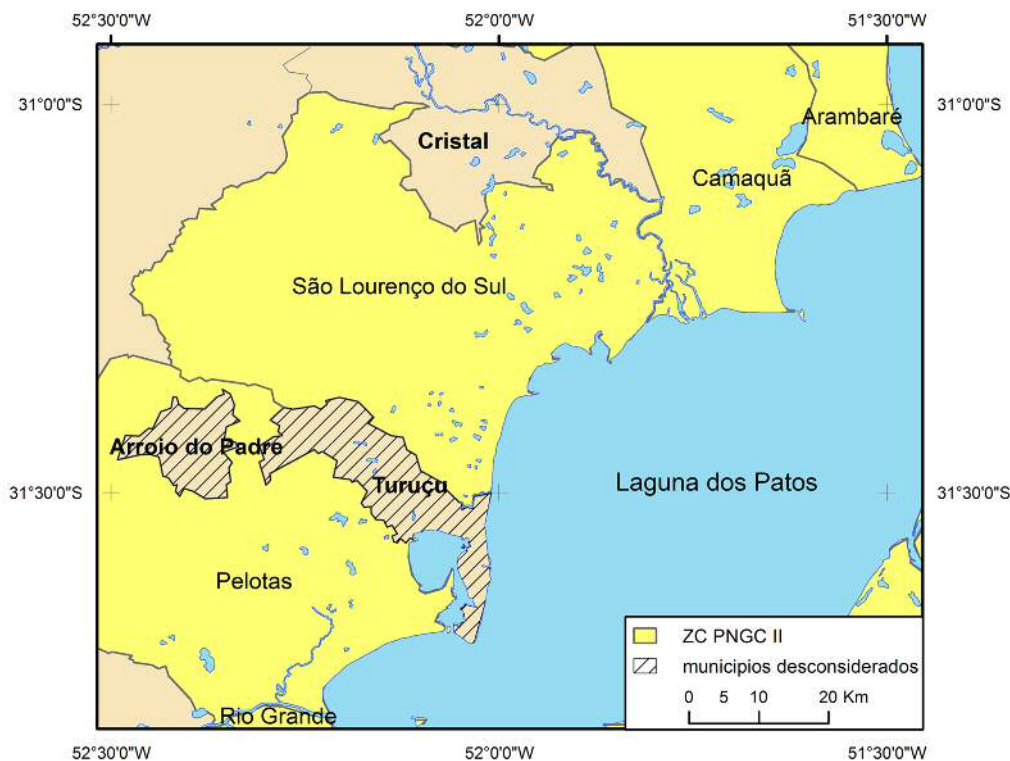 52°30'0"W 52°0'0"W 51°30'0"W
31°0'0"S 31°0'0"S
Arambaré
Cristal
Camaquã
São Lourenço do Sul
Arroio do Padre
Turuçu
Laguna dos Patos
31°30'0"S 31°30'0"S
Pelotas
ZC PNGC II
municipios desconsiderados
0 5 10 20 Km
Rio Grande
52°30'0"W 52°0'0"W 51°30'0"W